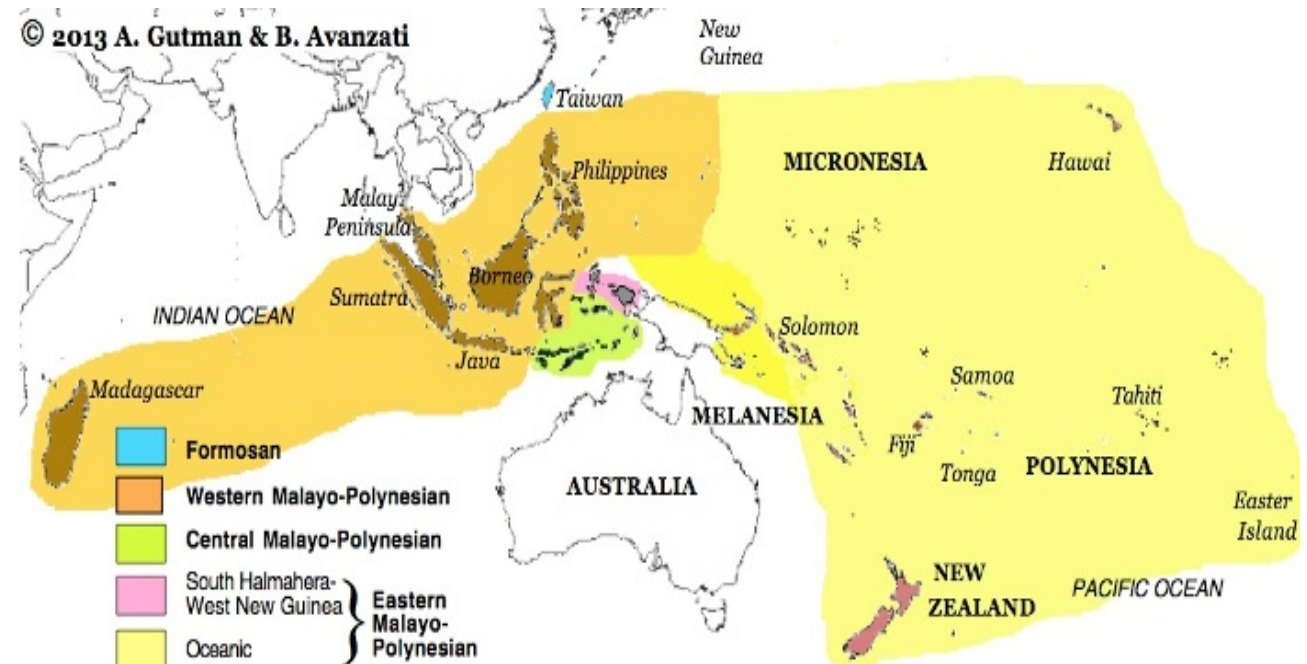 © 2013 A. Gutman & B. Avanzati
New
Guinea
Taiwan
MICRONESIA
Hawai
Philippines
Malay
Peninsula
Borneo
Sumatra
INDIAN OCEAN
Solomon
Java
Samoa
Madagascar
Tahiti
MELANESIA
Fiji
Tonga
POLYNESIA
AUSTRALIA
Easter
Island
NEW
ZEALAND
PACIFIC OCEAN
Formosan
Western Malayo-Polynesian
Central Malayo-Polynesian
South Halmahera-
West New Guinea
Oceanic
Eastern
Malayo-
Polynesian